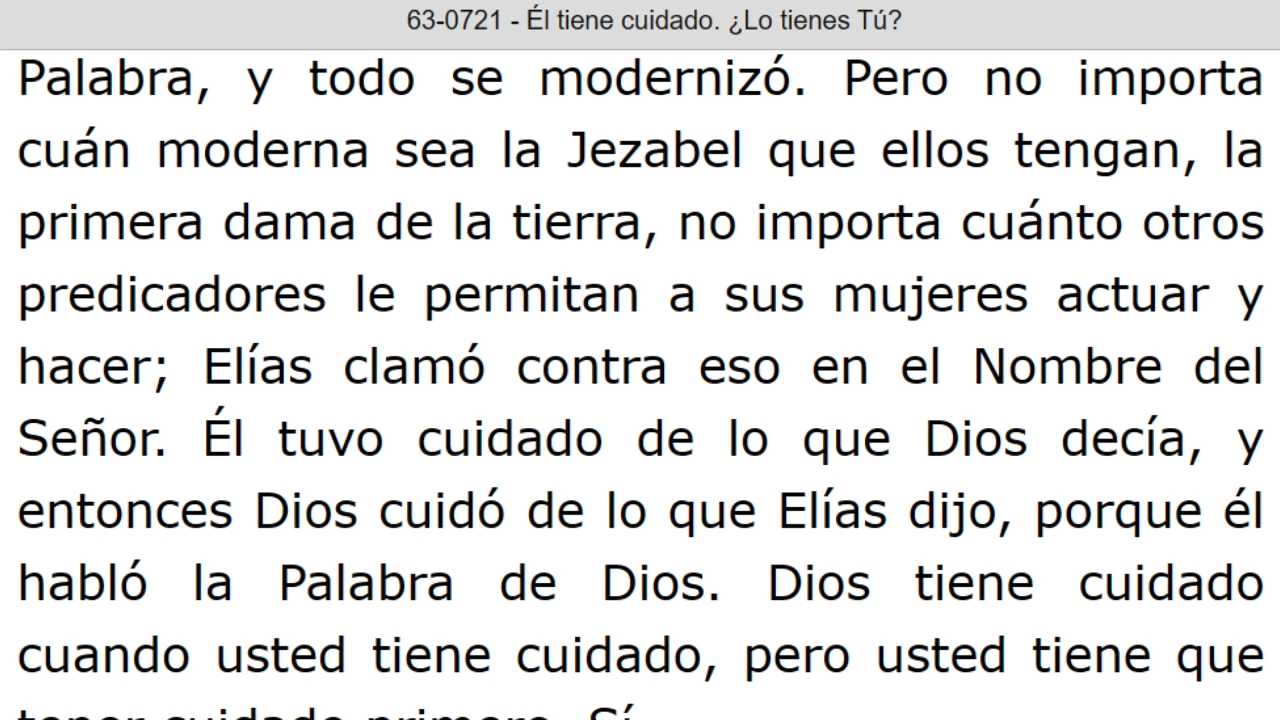 63-0721 - Él tiene cuidado. ¿Lo tienes Tú?
Palabra, y todo se modernizó. Pero no importa
cuán moderna sea la Jezabel que ellos tengan, la
primera dama de la tierra, no importa cuánto otros
predicadores le permitan a sus mujeres actuar y
hacer; Elías clamó contra eso en el Nombre del
Señor. Él tuvo cuidado de lo que Dios decía, y
entonces Dios cuidó de lo que Elías dijo, porque él
habló la Palabra de Dios. Dios tiene cuidado
cuando usted tiene cuidado, pero usted tiene que
tener cuidado primero. Sí